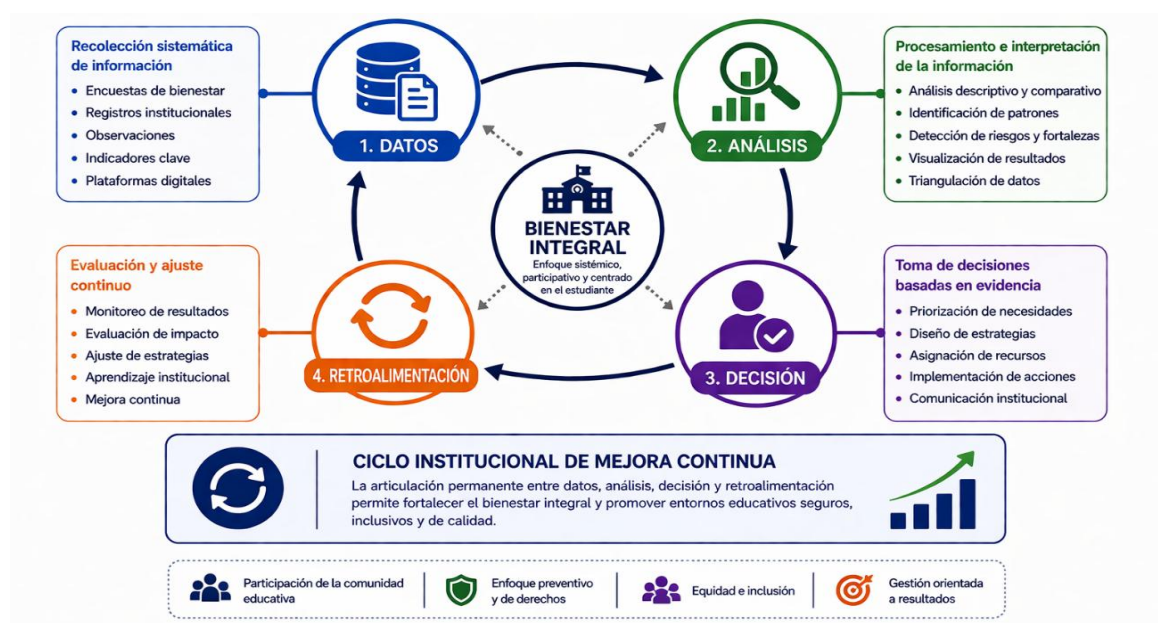 Recolección sistemática
de información
• Encuestas de bienestar
• Registros institucionales
• Observaciones
• Indicadores clave
• Plataformas digitales
1. DATOS
2. ANÁLISIS
Procesamiento e interpretación
de la información
• Análisis descriptivo y comparativo
• Identificación de patrones
• Detección de riesgos y fortalezas
• Visualización de resultados
• Triangulación de datos
BIENESTAR
INTEGRAL
Enfoque sistémico,
participativo y centrado
en el estudiante
Evaluación y ajuste
continuo
• Monitoreo de resultados
• Evaluación de impacto
• Ajuste de estrategias
• Aprendizaje institucional
• Mejora continua
4. RETROALIMENTACIÓN
3. DECISIÓN
Toma de decisiones
basadas en evidencia
• Priorización de necesidades
• Diseño de estrategias
• Asignación de recursos
• Implementación de acciones
• Comunicación institucional
CICLO INSTITUCIONAL DE MEJORA CONTINUA
La articulación permanente entre datos, análisis, decisión y retroalimentación
permite fortalecer el bienestar integral y promover entornos educativos seguros,
inclusivos y de calidad.
Participación de la comunidad
educativa
Enfoque preventivo
y de derechos
Equidad e inclusión
Gestión orientada
a resultados